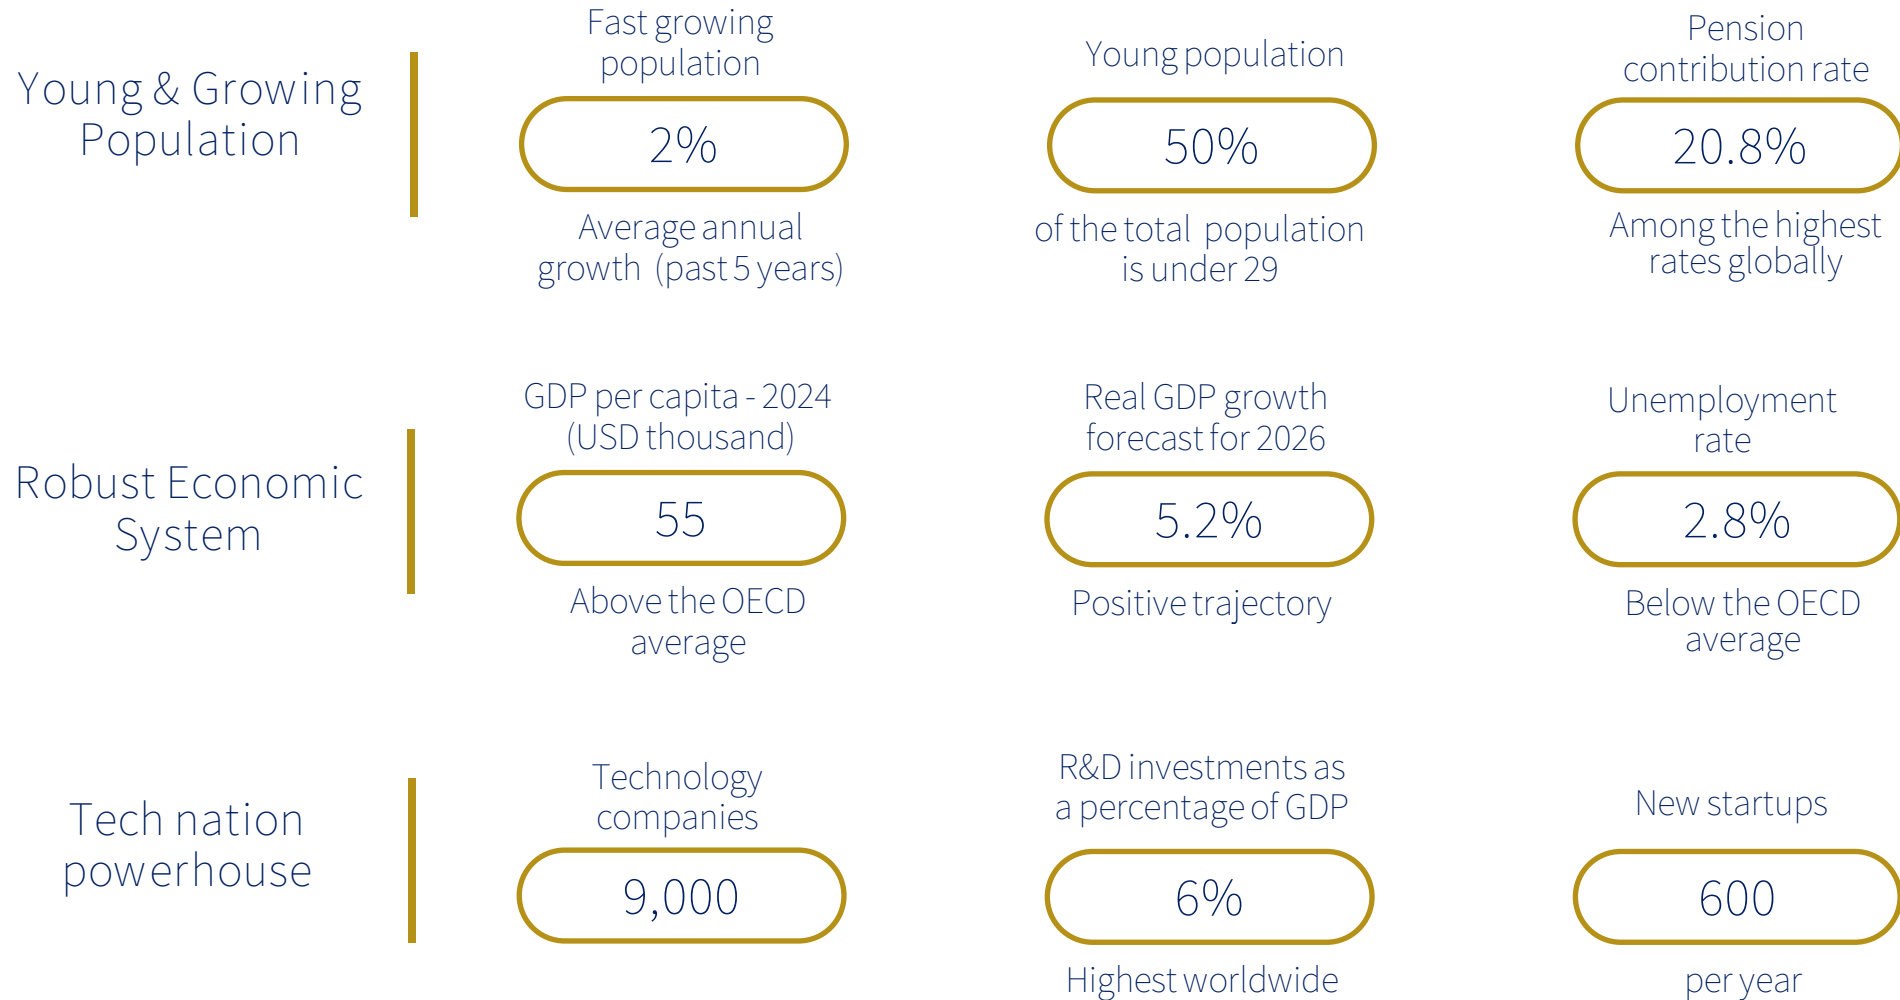 Young & Growing
Population
Fast growing
population
2%
Average annual
growth (past 5 years)
Young population
50%
of the total population
is under 29
Pension
contribution rate
20.8%
Among the highest
rates globally
Robust Economic
System
GDP per capita - 2024
(USD thousand)
55
Above the OECD
average
Real GDP growth
forecast for 2026
5.2%
Positive trajectory
Unemployment
rate
2.8%
Below the OECD
average
Tech nation
powerhouse
Technology
companies
9,000
R&D investments as
a percentage of GDP
6%
Highest worldwide
New startups
600
per year